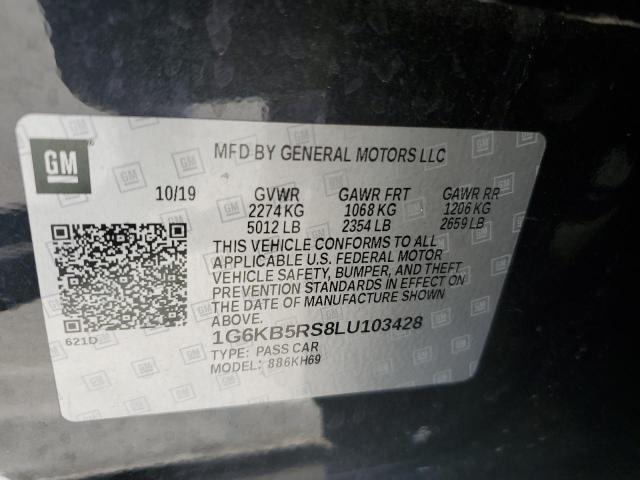 GM
MFD BY GENERAL MOTORS LLC
10/19 GVWR GAWR FRT GAWR RR
2274 KG 1068 KG 1206 KG
5012 LB 2354 LB 2659 LB
THIS VEHICLE CONFORMS TO ALL
APPLICABLE U.S. FEDERAL MOTOR
VEHICLE SAFETY, BUMPER, AND THEFT
PREVENTION STANDARDS IN EFFECT ON
THE DATE OF MANUFACTURE SHOWN
ABOVE.
621D
1G6KB5RS8LU103428
TYPE: PASS CAR
MODEL: 886KH69